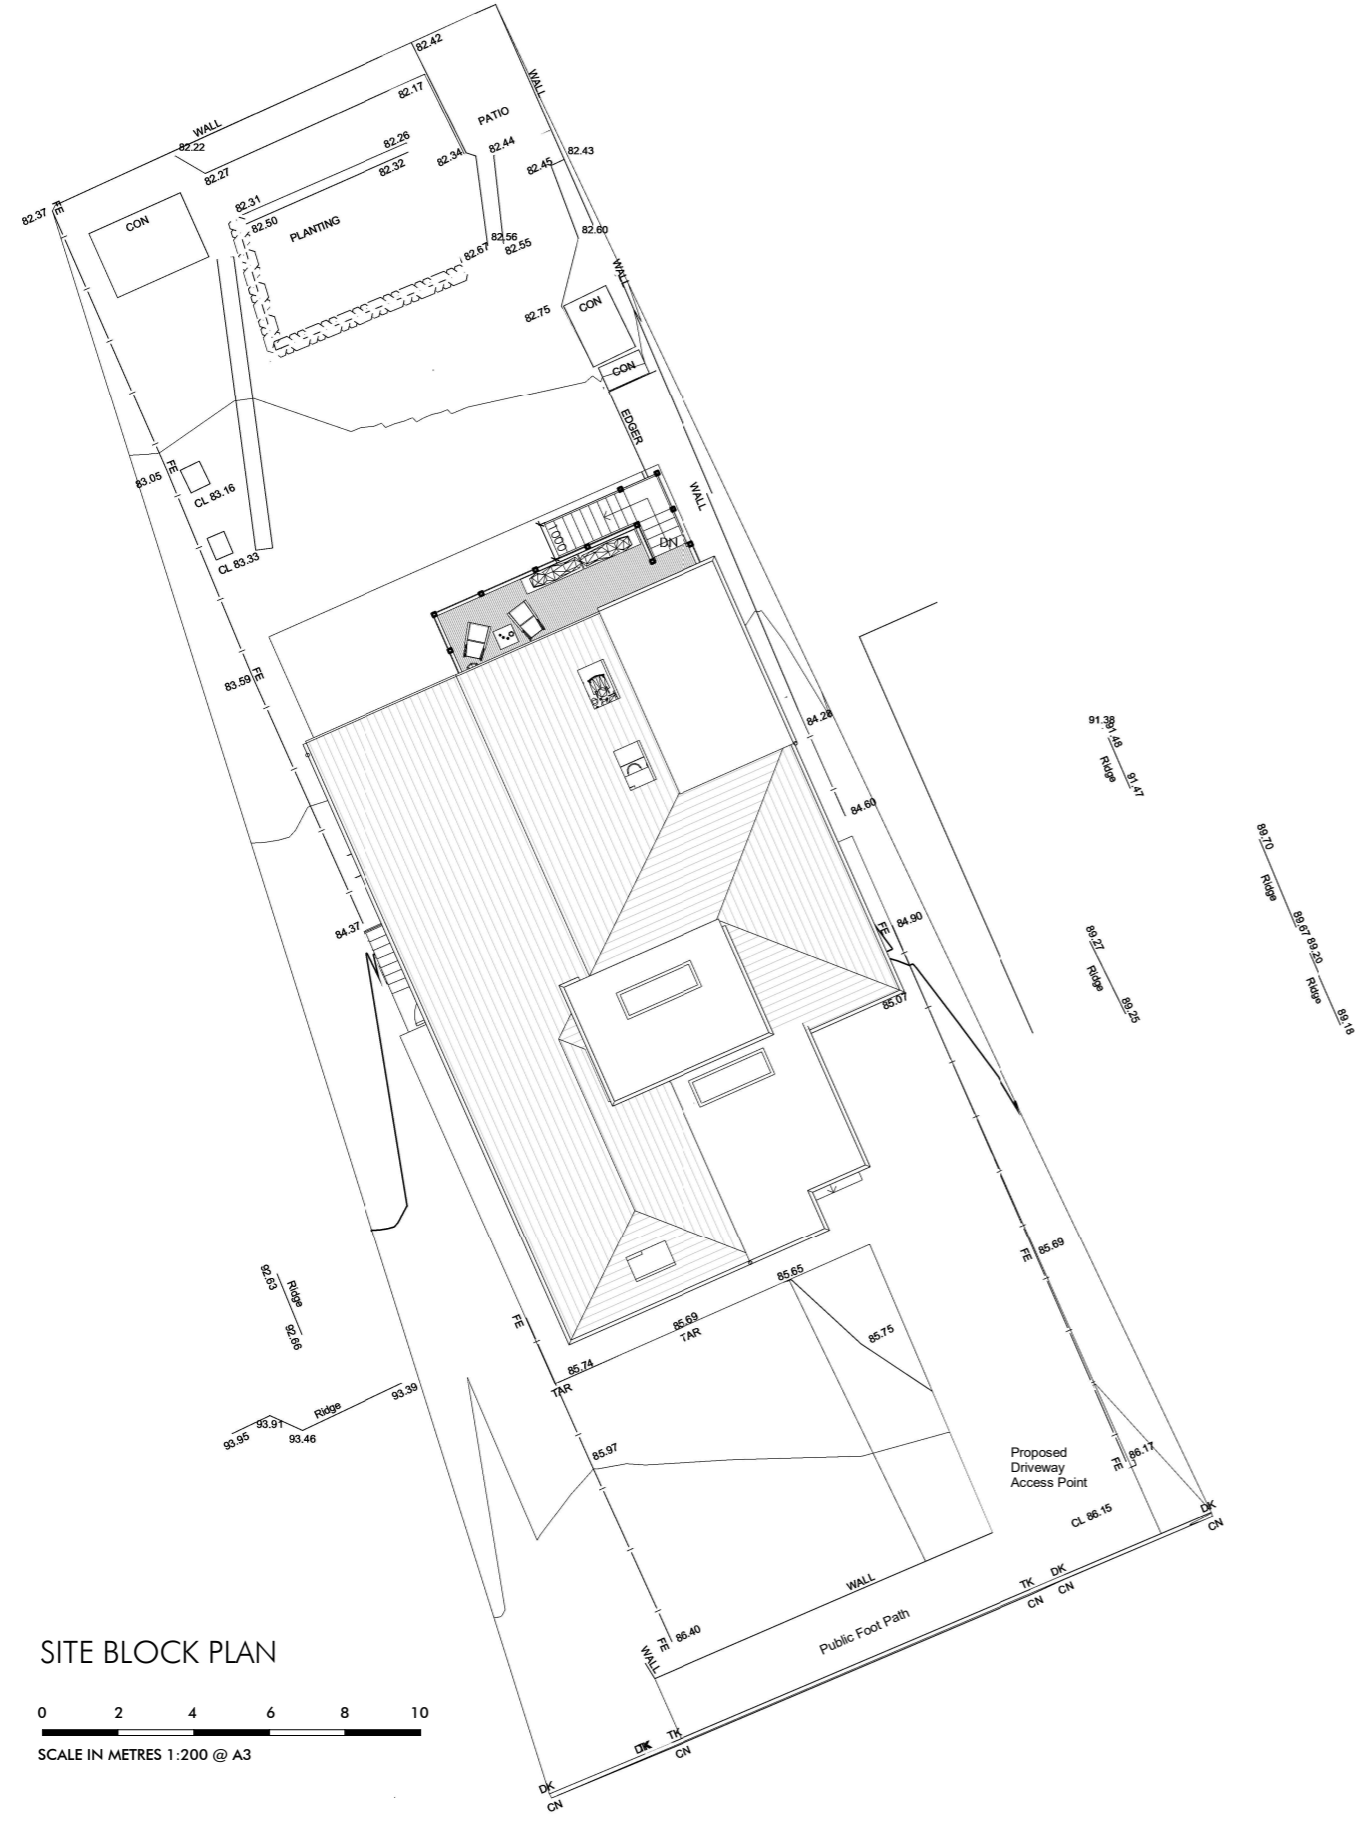 82.42
WALL
82.17
PATIO
WALL
82.22
82.26
82.44
82.43
82.34
82.45
82.27
82.32
82.37
FE
82.31
CON
82.50
PLANTING
82.60
82.56
82.55
82.67
WALL
CON
82.75
CON
EDGER
FE
83.05
CL 83.16
WALL
1000
DN
CL 83.33
83.59
FE
84.28
91.38
91.48
Ridge
91.47
84.60
89.70
Ridge
89.67
89.20
Ridge
89.18
84.37
84.90
FE
89.27
Ridge
89.25
85.07
85.69
FE
92.63
Ridge
92.66
85.65
85.69
TAR
FE
85.75
85.74
TAR
93.39
Ridge
93.91
93.46
93.95
85.97
Proposed
Driveway
Access Point
86.17
FE
CL 86.15
DK
CN
WALL
TK
DK
CN
CN
Public Foot Path
86.40
FE
WALL
SITE BLOCK PLAN
TK
CN
0 2 4 6 8 10
SCALE IN METRES 1:200 @ A3
DK
CN